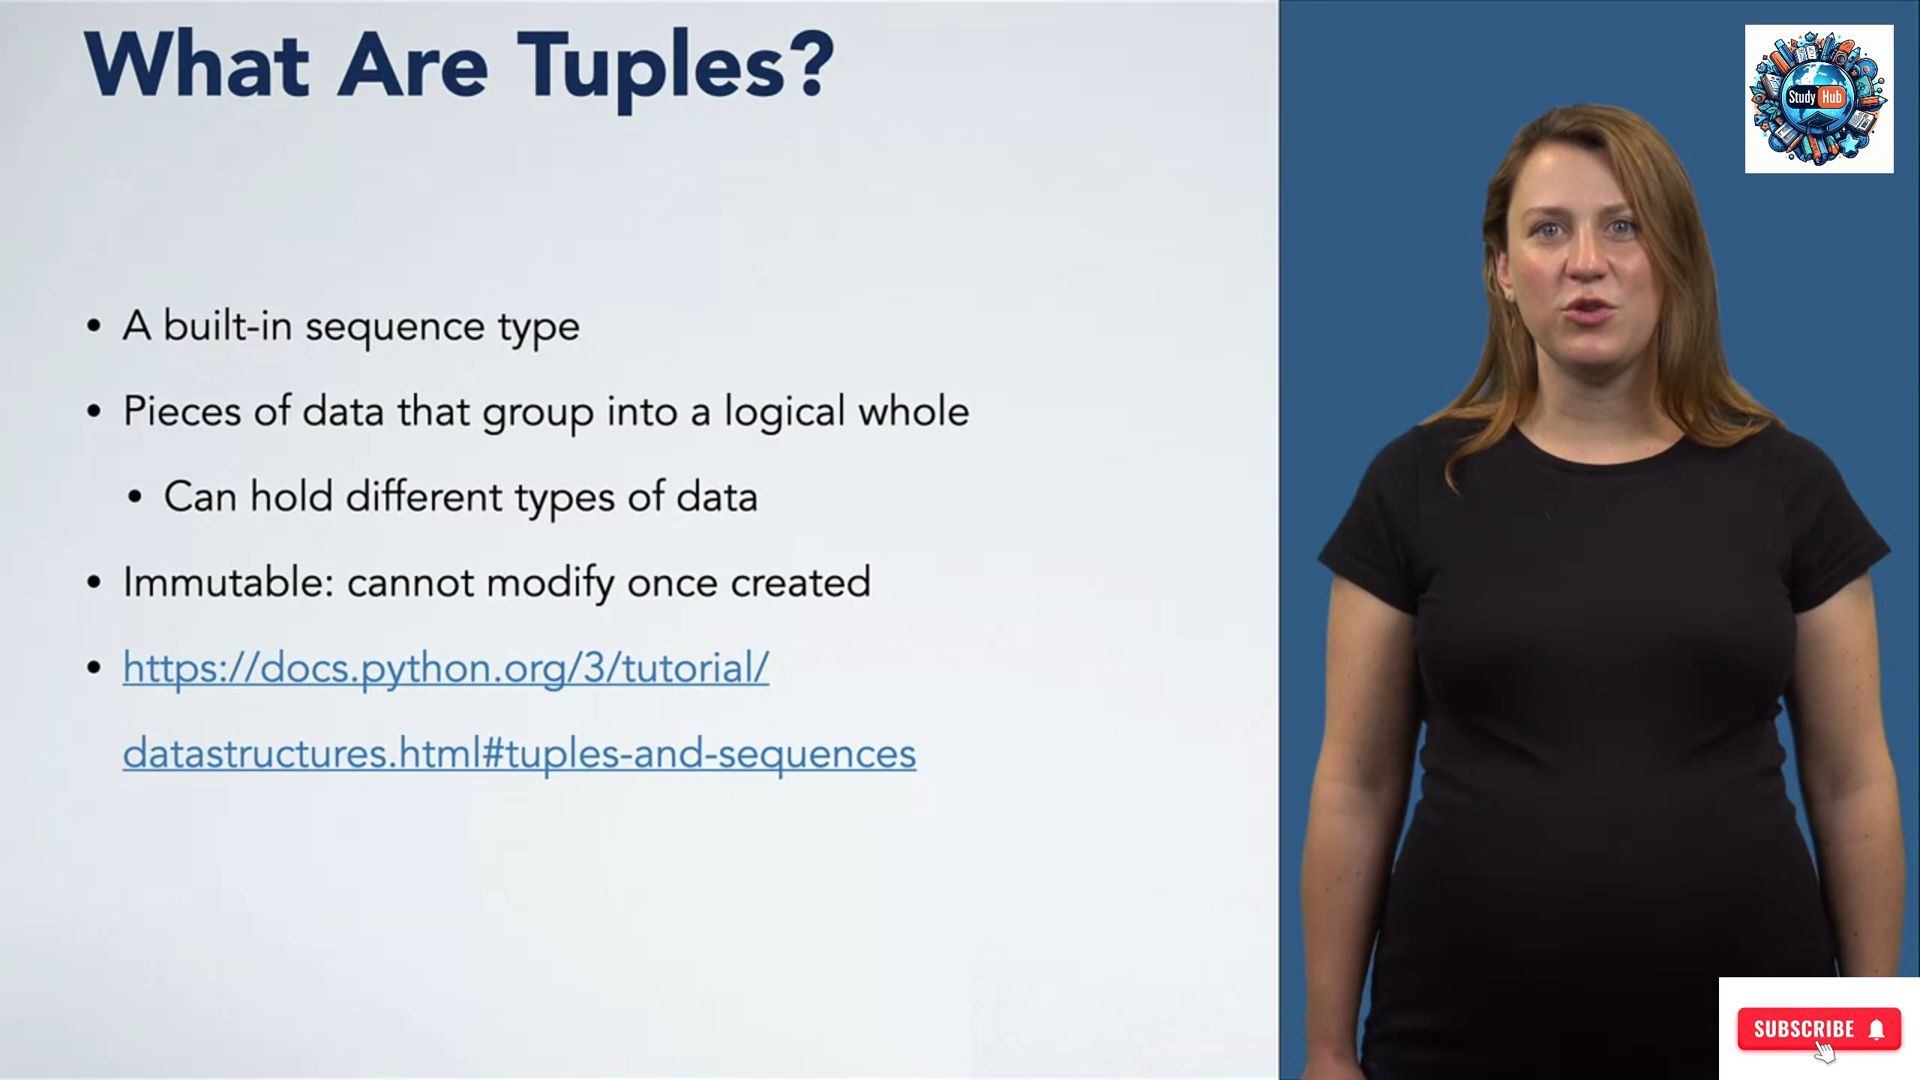 What Are Tuples?
Study Hub
• A built-in sequence type
• Pieces of data that group into a logical whole
• Can hold different types of data
• Immutable: cannot modify once created
• https://docs.python.org/3/tutorial/
datastructures.html#tuples-and-sequences
SUBSCRIBE